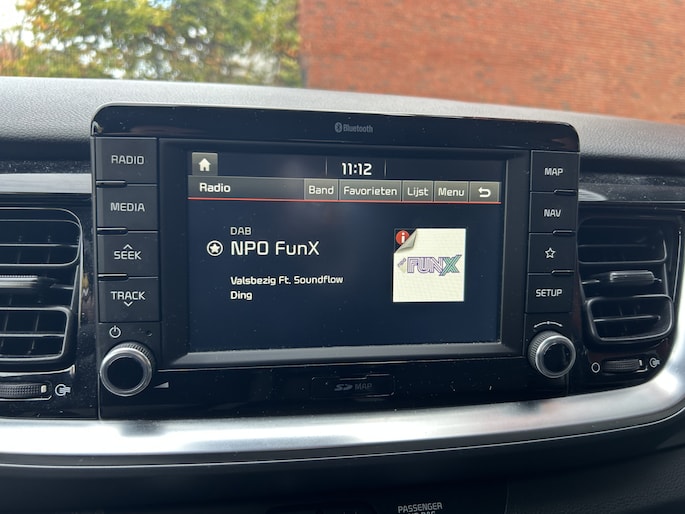 Bluetooth
RADIO
MEDIA
SEEK
TRACK
11:12
Radio
Band
Favorieten
Lijst
Menu
DAB
NPO FunX
Valsbezig Ft. Soundflow
Ding
FUNX
MAP
NAV
SETUP
SD MAP
PASSENGER